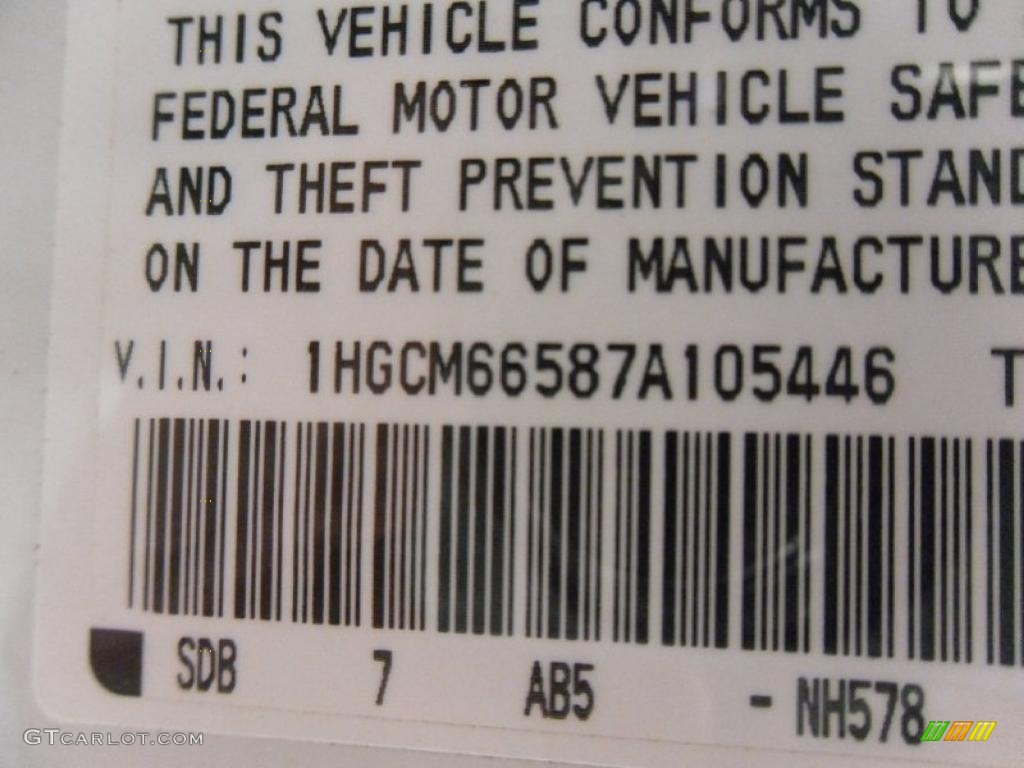 THIS VEHICLE CONFORMS TO
FEDERAL MOTOR VEHICLE SAFE
AND THEFT PREVENTION STAND
ON THE DATE OF MANUFACTURE
V.I.N.: 1HGCM66587A105446 T
SDB 7 AB5 - NH578
GTCARLOT.COM